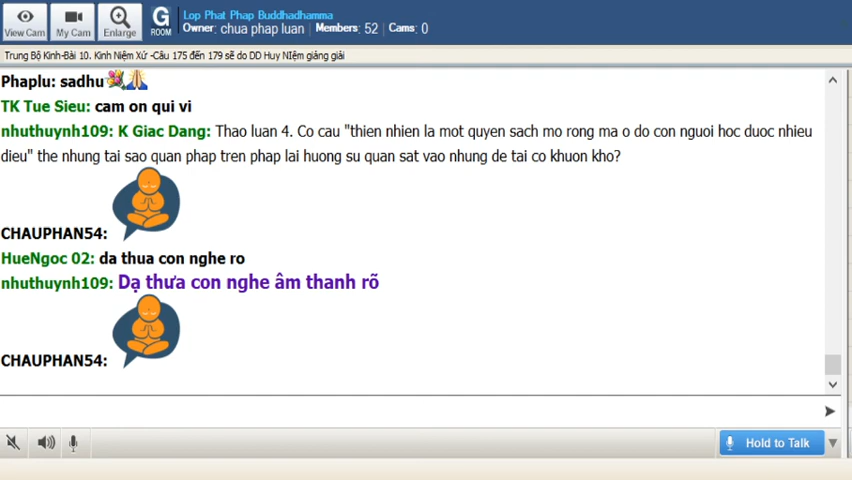 View Cam
My Cam
Enlarge
G
ROOM
Lop Phat Phap Buddhadhamma
Owner: chua phap luan Members: 52 Cams: 0
Trung Bộ Kinh-Bài 10. Kinh Niệm Xứ -Câu 175 đến 179 sẽ do DD Huy NIệm giảng giải
Phaplu: sadhu
TK Tue Sieu: cam on qui vi
nhuthuynh109: K Giac Dang: Thao luan 4. Co cau "thien nhien la mot quyen sach mo rong ma o do con nguoi hoc duoc nhieu
dieu" the nhung tai sao quan phap tren phap lai huong su quan sat vao nhung de tai co khuon kho?
CHAUPHAN54:
HueNgoc 02: da thua con nghe ro
nhuthuynh109: Dạ thưa con nghe âm thanh rõ
CHAUPHAN54:
Hold to Talk